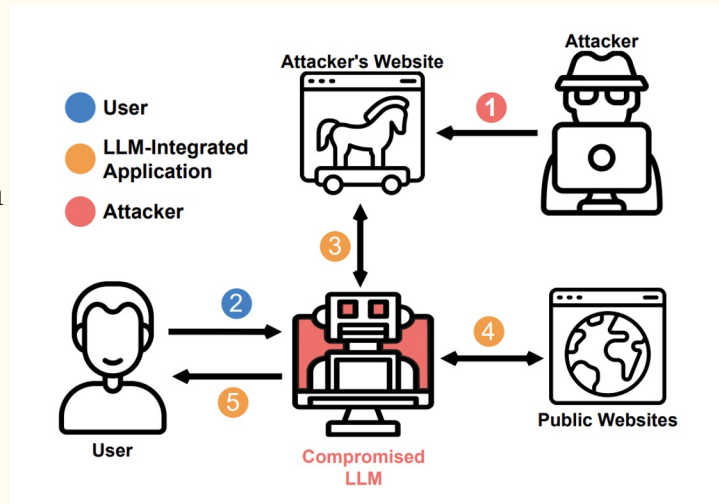 Attacker's Website
Attacker
User
LLM-Integrated
Application
Attacker
1
3
2
4
5
User
Compromised
LLM
Public Websites